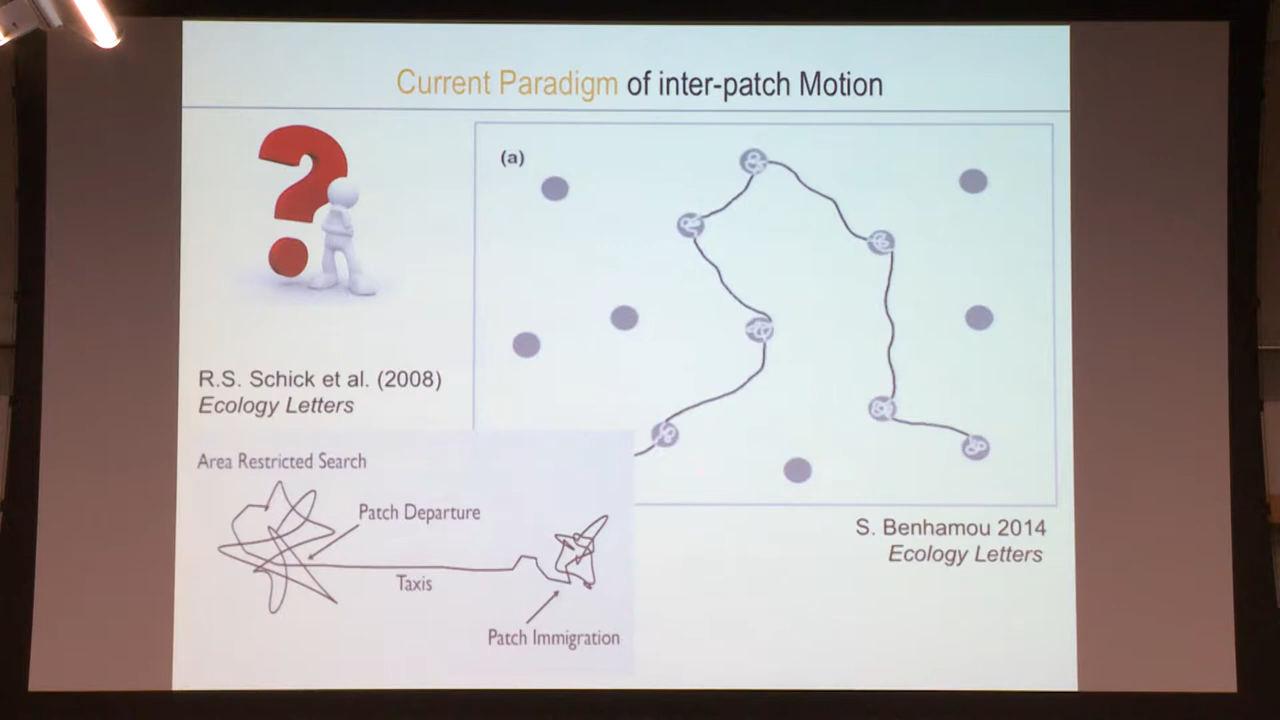 Current Paradigm of inter-patch Motion
(a)
R.S. Schick et al. (2008)
Ecology Letters
Area Restricted Search
Patch Departure
Taxis
Patch Immigration
S. Benhamou 2014
Ecology Letters